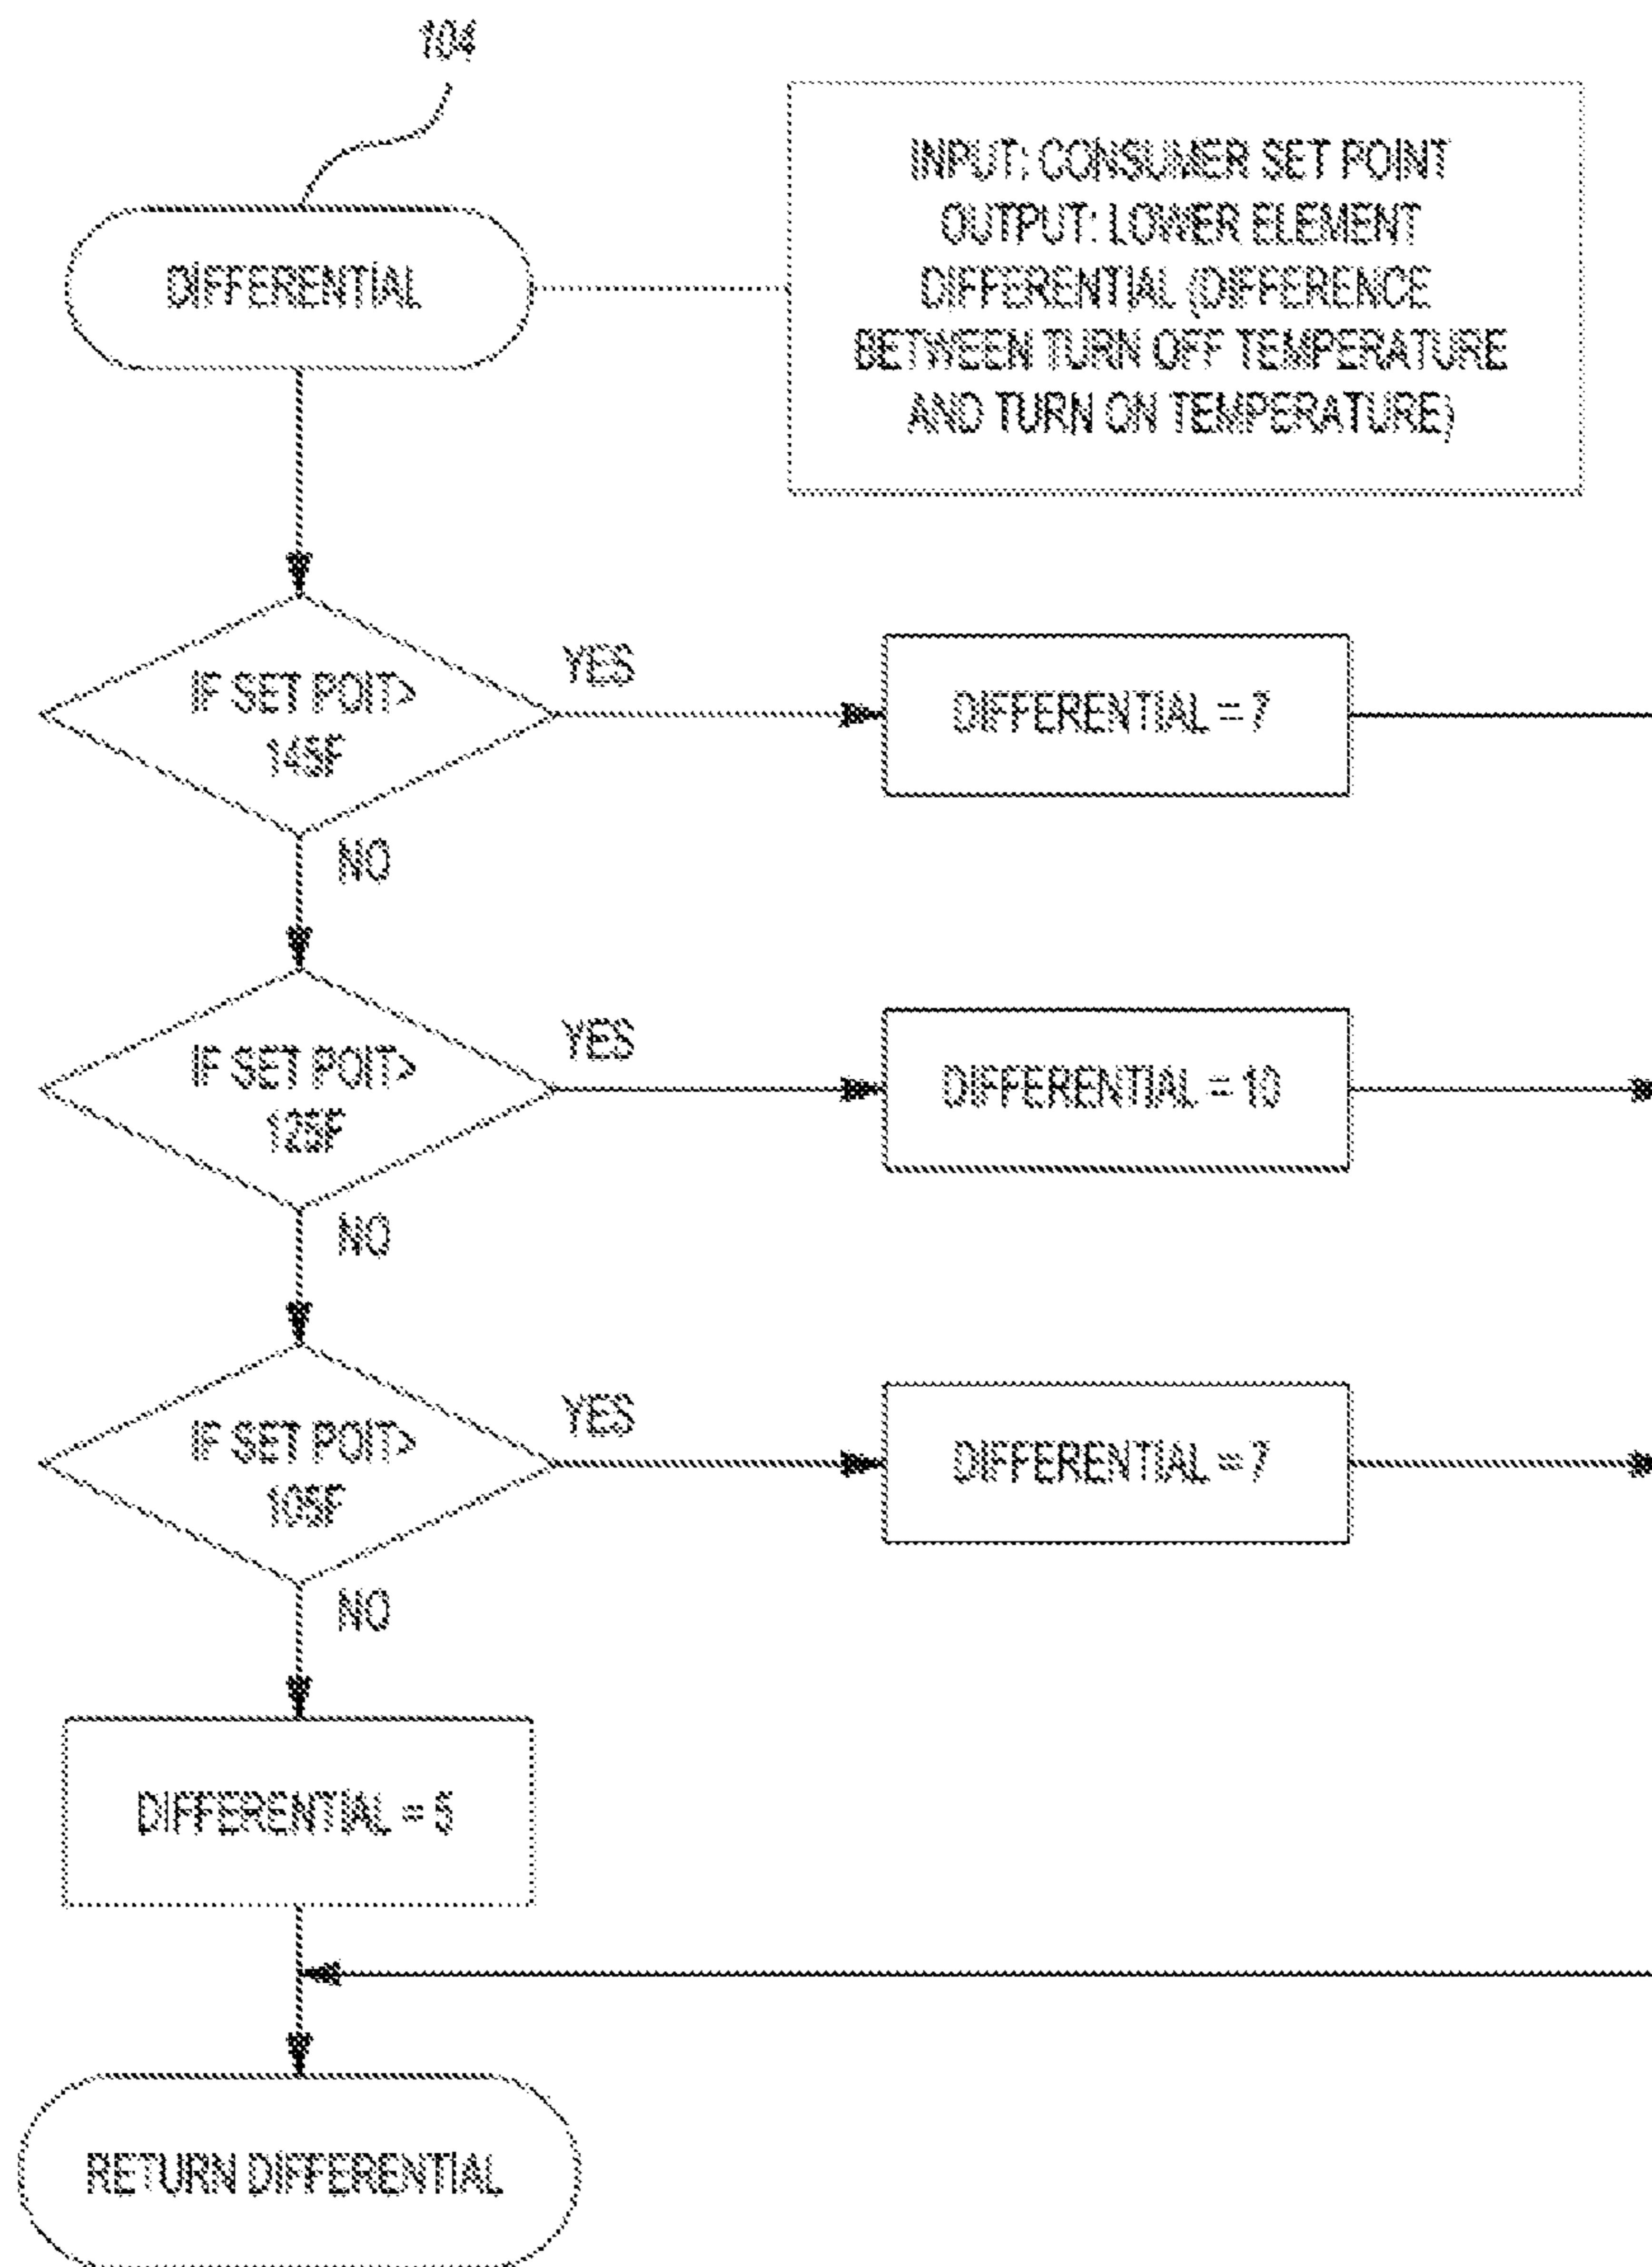 104
DIFFERENTIAL
INPUT: CONSUMER SET POINT
OUTPUT: LOWER ELEMENT
DIFFERENTIAL (DIFFERENCE
BETWEEN TURN OFF TEMPERATURE
AND TURN ON TEMPERATURE)
IF SET POIT>
145F
YES
DIFFERENTIAL = 7
NO
IF SET POIT>
125F
YES
DIFFERENTIAL = 10
NO
IF SET POIT>
105F
YES
DIFFERENTIAL = 7
NO
DIFFERENTIAL = 5
RETURN DIFFERENTIAL